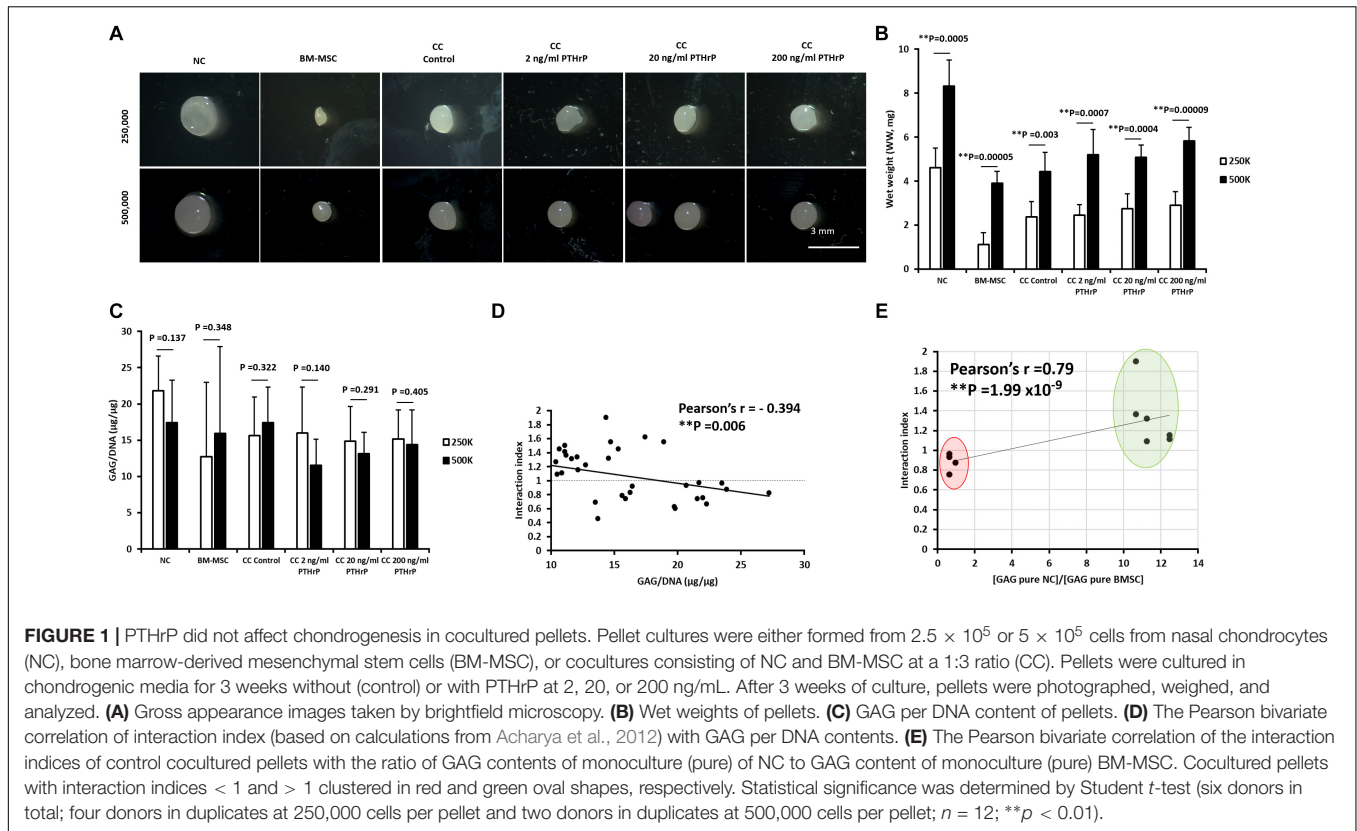 A
NC
BM-MSC
CC
Control
CC
2 ng/ml PTHrP
CC
20 ng/ml PTHrP
CC
200 ng/ml PTHrP
250,000
500,000
3 mm
B
**P=0.0005
**P=0.00005
**P =0.003
**P =0.0007
**P=0.0004
**P=0.00009
Wet weight (WW, mg)
10
8
6
4
2
0
NC
BM-MSC
CC Control
CC 2 ng/ml
PTHrP
CC 20 ng/ml
PTHrP
CC 200 ng/ml
PTHrP
250K
500K
C
P =0.137
P =0.348
P =0.322
P =0.140
P =0.291
P =0.405
GAG/DNA (µg/µg)
30
25
20
15
10
5
0
NC
BM-MSC
CC Control
CC 2 ng/ml
PTHrP
CC 20 ng/ml
PTHrP
CC 200 ng/ml
PTHrP
250K
500K
D
Pearson's r = - 0.394
**P =0.006
Interaction index
2
1.8
1.6
1.4
1.2
1
0.8
0.6
0.4
0.2
0
10
15
20
25
30
GAG/DNA (µg/µg)
E
Pearson's r =0.79
**P =1.99 x10-9
Interaction index
2
1.8
1.6
1.4
1.2
1
0.8
0.6
0.4
0.2
0
0
2
4
6
8
10
12
14
[GAG pure NC]/[GAG pure BMSC]
FIGURE 1 | PTHrP did not affect chondrogenesis in cocultured pellets. Pellet cultures were either formed from 2.5 × 10⁵ or 5 × 10⁵ cells from nasal chondrocytes
(NC), bone marrow-derived mesenchymal stem cells (BM-MSC), or cocultures consisting of NC and BM-MSC at a 1:3 ratio (CC). Pellets were cultured in
chondrogenic media for 3 weeks without (control) or with PTHrP at 2, 20, or 200 ng/mL. After 3 weeks of culture, pellets were photographed, weighed, and
analyzed. (A) Gross appearance images taken by brightfield microscopy. (B) Wet weights of pellets. (C) GAG per DNA content of pellets. (D) The Pearson bivariate
correlation of interaction index (based on calculations from Acharya et al., 2012) with GAG per DNA contents. (E) The Pearson bivariate correlation of the interaction
indices of control cocultured pellets with the ratio of GAG contents of monoculture (pure) of NC to GAG content of monoculture (pure) BM-MSC. Cocultured pellets
with interaction indices < 1 and > 1 clustered in red and green oval shapes, respectively. Statistical significance was determined by Student t-test (six donors in
total; four donors in duplicates at 250,000 cells per pellet and two donors in duplicates at 500,000 cells per pellet; n = 12; **p < 0.01).